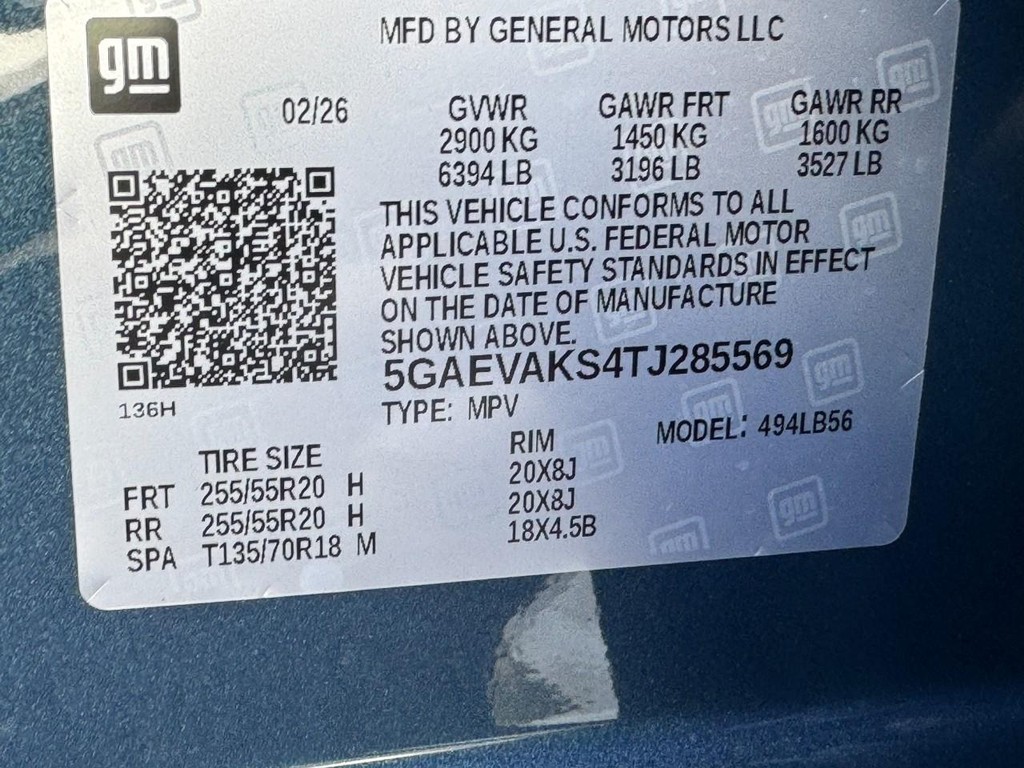 gm
MFD BY GENERAL MOTORS LLC
02/26 GVWR GAWR FRT GAWR RR
2900 KG 1450 KG 1600 KG
6394 LB 3196 LB 3527 LB
THIS VEHICLE CONFORMS TO ALL
APPLICABLE U.S. FEDERAL MOTOR
VEHICLE SAFETY STANDARDS IN EFFECT
ON THE DATE OF MANUFACTURE
SHOWN ABOVE.
5GAEVAKS4TJ285569
136H
TYPE: MPV
MODEL: 494LB56
TIRE SIZE RIM
FRT 255/55R20 H 20X8J
RR 255/55R20 H 20X8J
SPA T135/70R18 M 18X4.5B